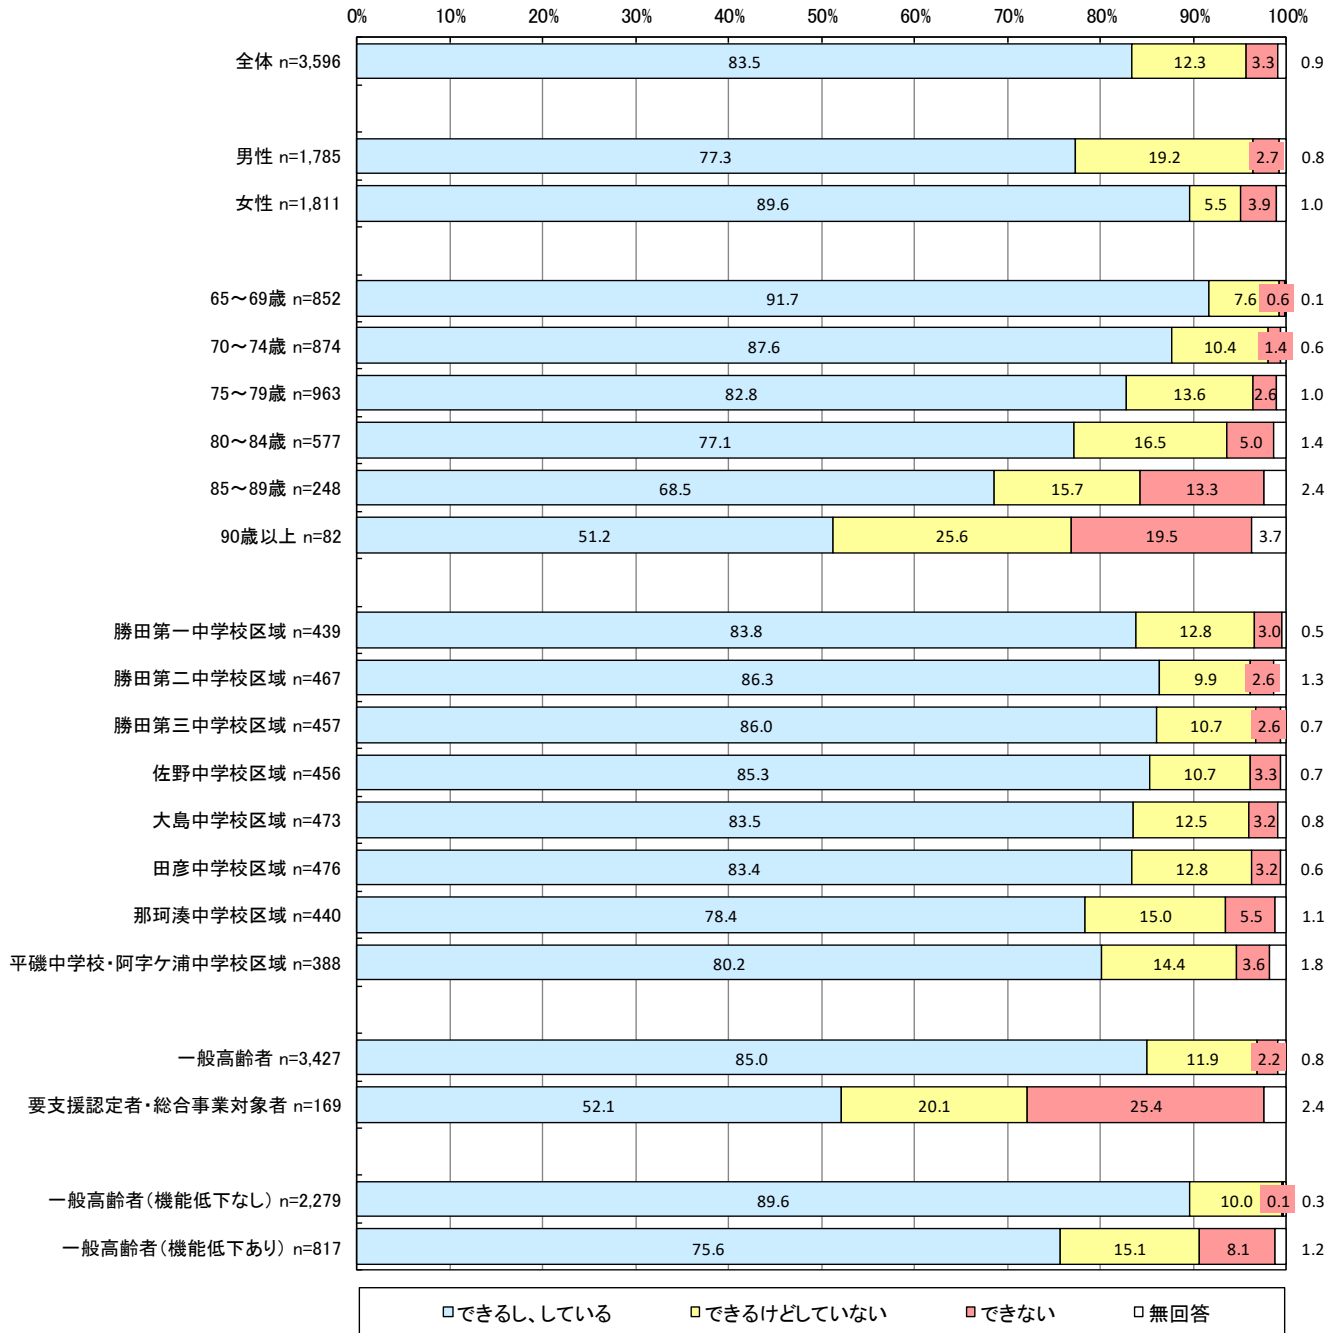 0% 10% 20% 30% 40% 50% 60% 70% 80% 90% 100%
全体 n=3,596 83.5 12.3 3.3 0.9
男性 n=1,785 77.3 19.2 2.7 0.8
女性 n=1,811 89.6 5.5 3.9 1.0
65～69歳 n=852 91.7 7.6 0.6 0.1
70～74歳 n=874 87.6 10.4 1.4 0.6
75～79歳 n=963 82.8 13.6 2.6 1.0
80～84歳 n=577 77.1 16.5 5.0 1.4
85～89歳 n=248 68.5 15.7 13.3 2.4
90歳以上 n=82 51.2 25.6 19.5 3.7
勝田第一中学校区域 n=439 83.8 12.8 3.0 0.5
勝田第二中学校区域 n=467 86.3 9.9 2.6 1.3
勝田第三中学校区域 n=457 86.0 10.7 2.6 0.7
佐野中学校区域 n=456 85.3 10.7 3.3 0.7
大島中学校区域 n=473 83.5 12.5 3.2 0.8
田彦中学校区域 n=476 83.4 12.8 3.2 0.6
那珂湊中学校区域 n=440 78.4 15.0 5.5 1.1
平磯中学校・阿字ケ浦中学校区域 n=388 80.2 14.4 3.6 1.8
一般高齢者 n=3,427 85.0 11.9 2.2 0.8
要支援認定者・総合事業対象者 n=169 52.1 20.1 25.4 2.4
一般高齢者（機能低下なし） n=2,279 89.6 10.0 0.1 0.3
一般高齢者（機能低下あり） n=817 75.6 15.1 8.1 1.2
できるし、している できるけどしていない できない 無回答